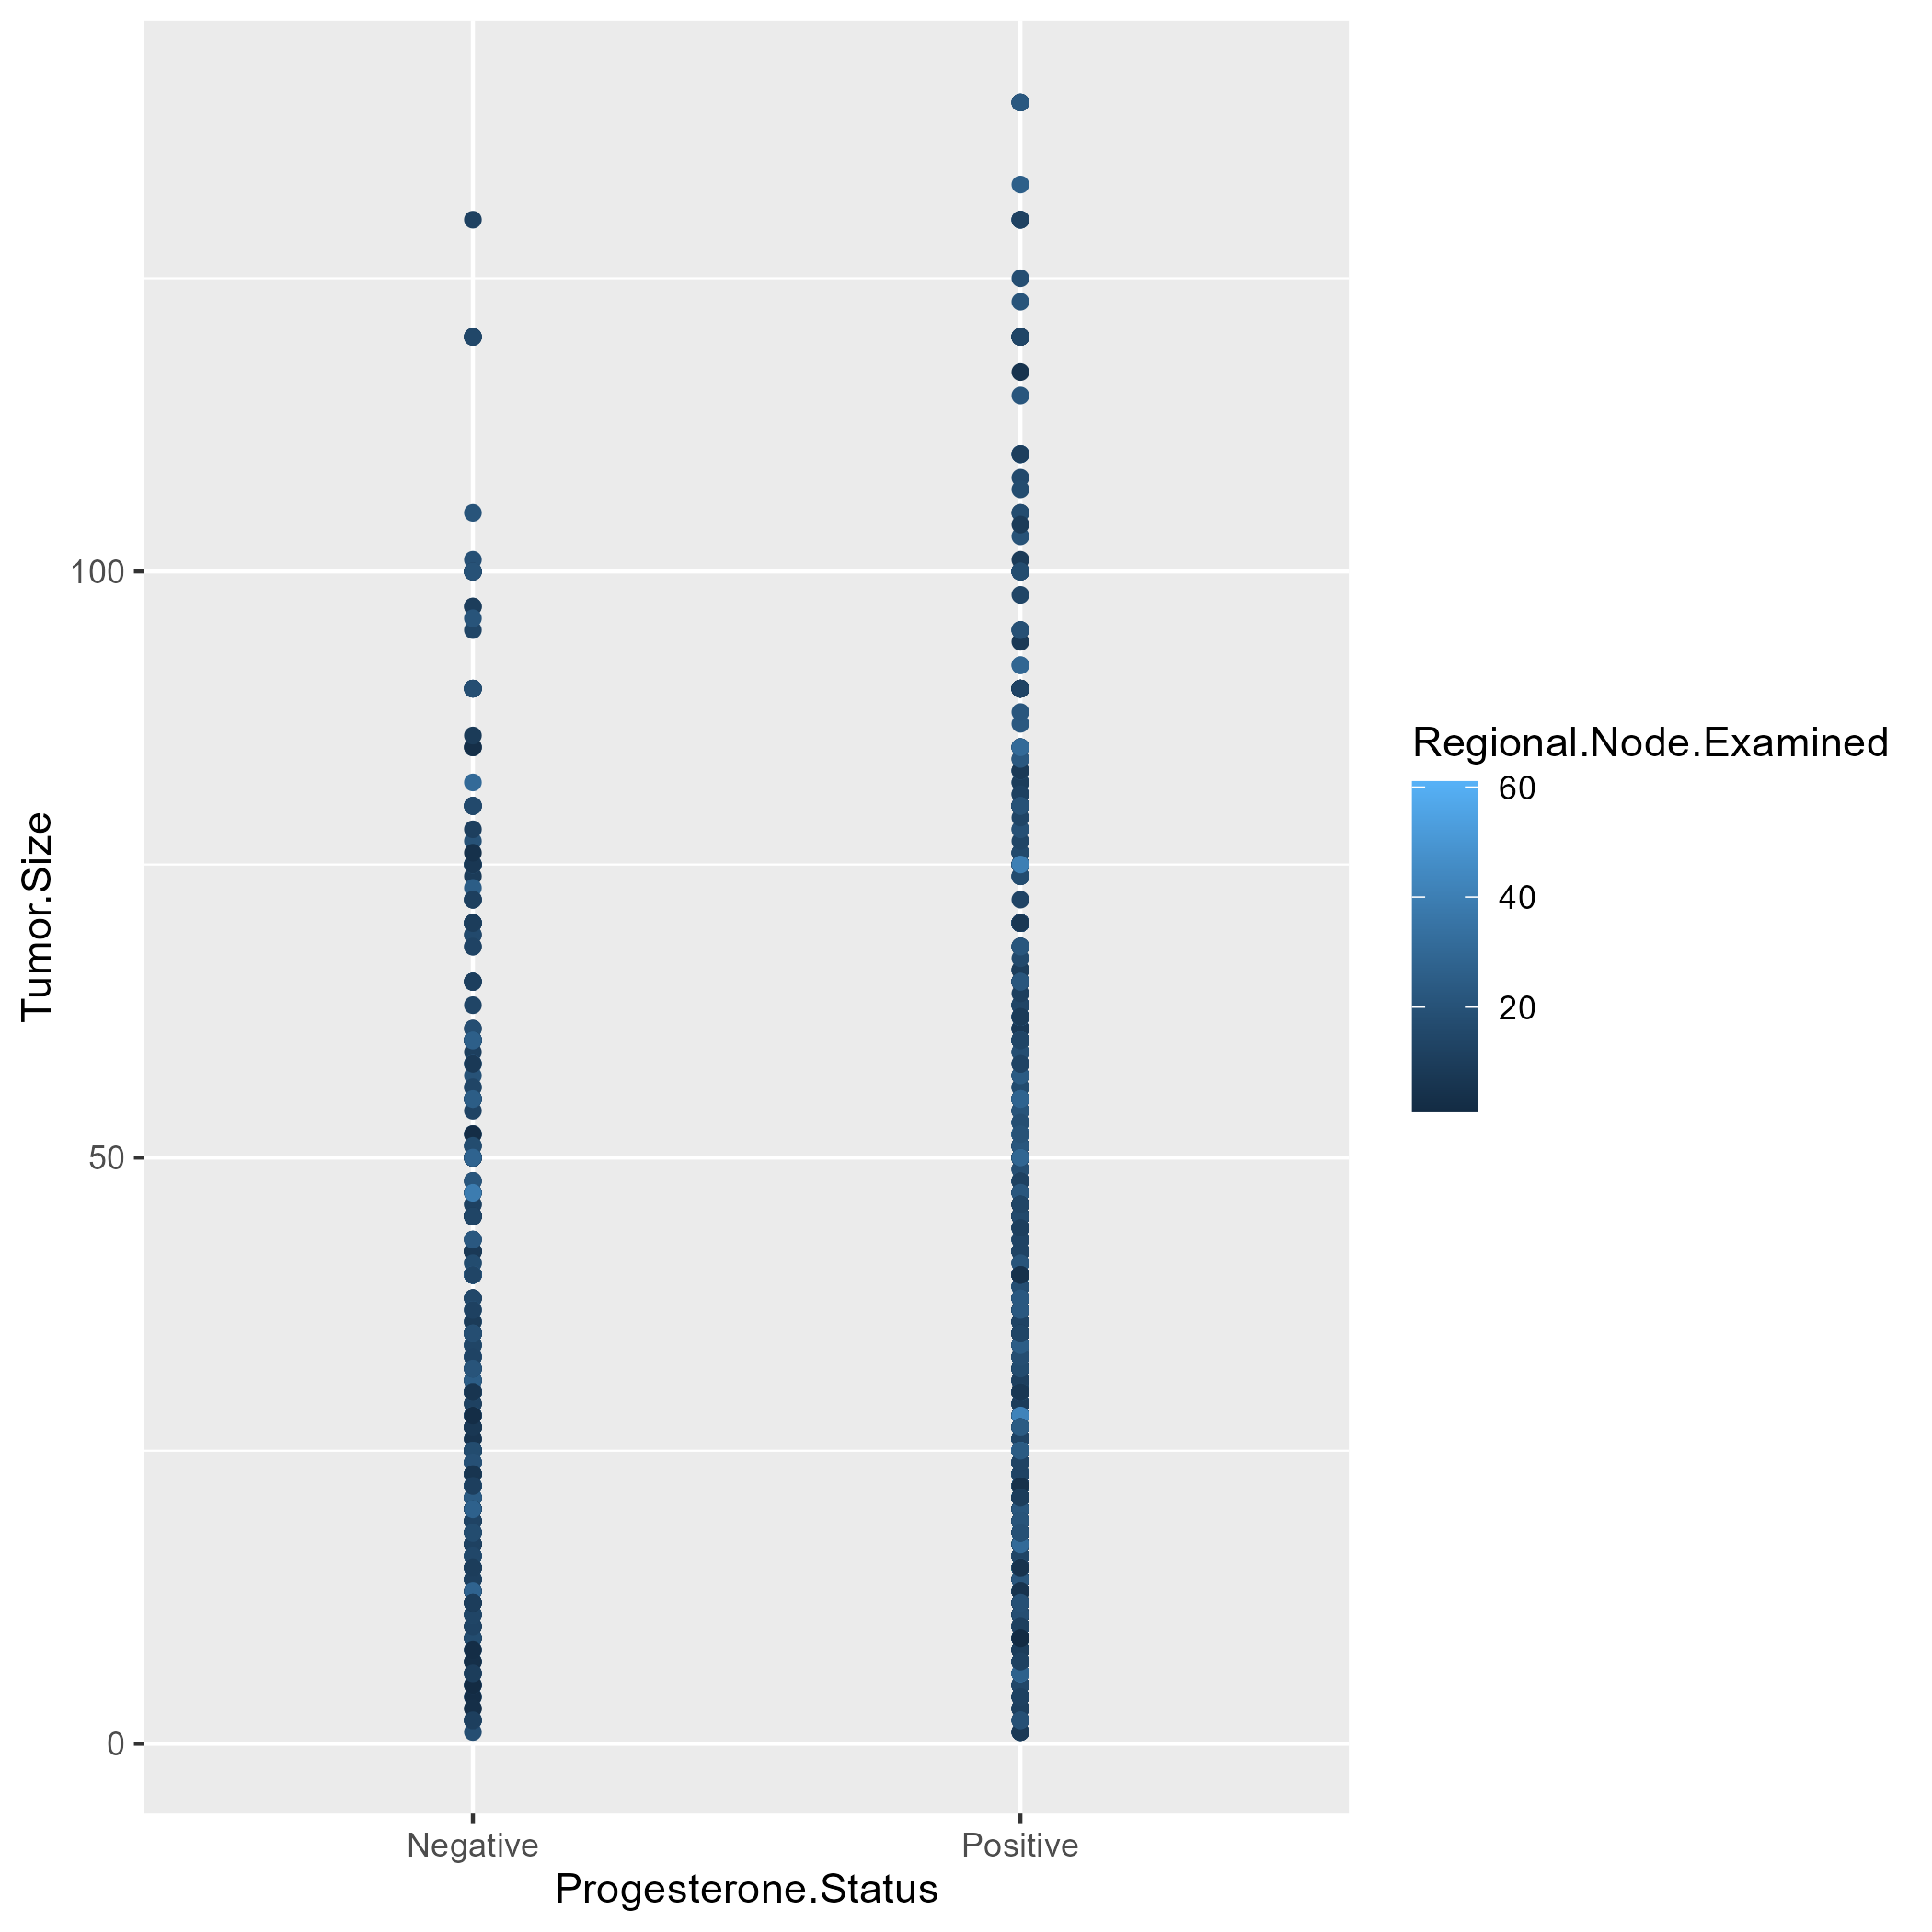 Tumor.Size
100
50
0
Negative
Positive
Progesterone.Status
Regional.Node.Examined
60
40
20